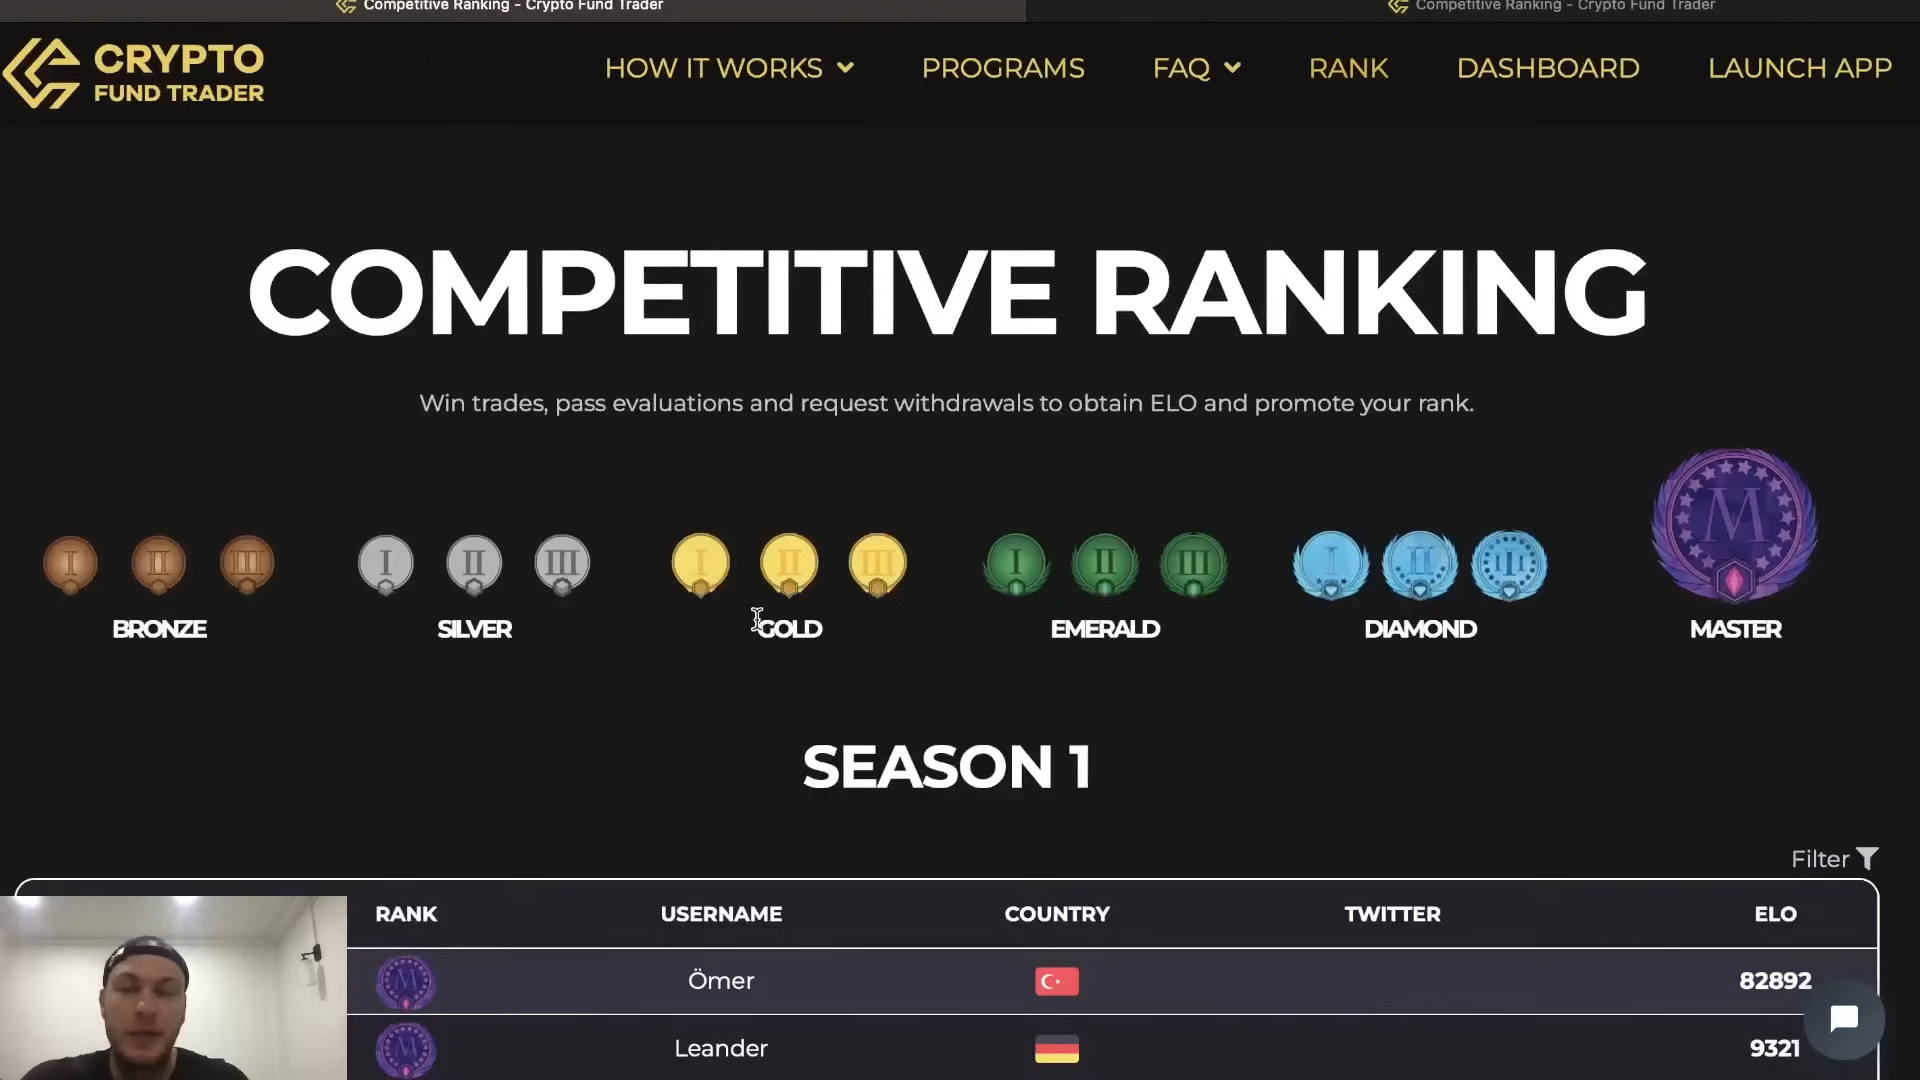 Competitive Ranking - Crypto Fund Trader
Competitive Ranking - Crypto Fund Trader
CRYPTO
FUND TRADER
HOW IT WORKS
PROGRAMS
FAQ
RANK
DASHBOARD
LAUNCH APP
COMPETITIVE RANKING
Win trades, pass evaluations and request withdrawals to obtain ELO and promote your rank.
I II III
I II III
I II III
I II III
I II III
M
BRONZE
SILVER
GOLD
EMERALD
DIAMOND
MASTER
SEASON 1
Filter
RANK USERNAME COUNTRY TWITTER ELO
M Ömer 82892
M Leander 9321